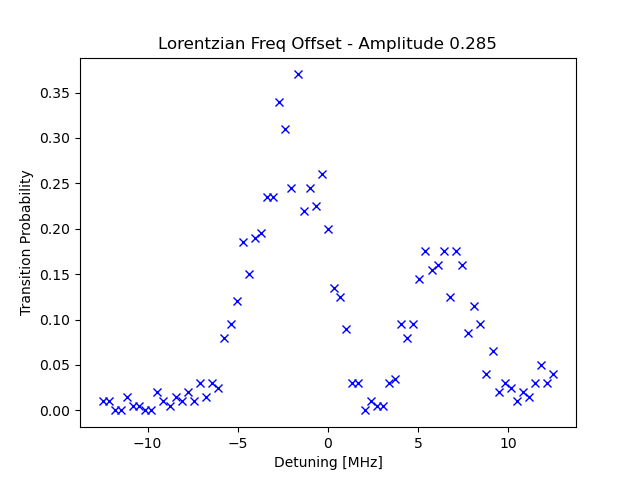 Lorentzian Freq Offset - Amplitude 0.285
0.35
0.30
0.25
0.20
0.15
0.10
0.05
0.00
Transition Probability
−10 −5 0 5 10
Detuning [MHz]